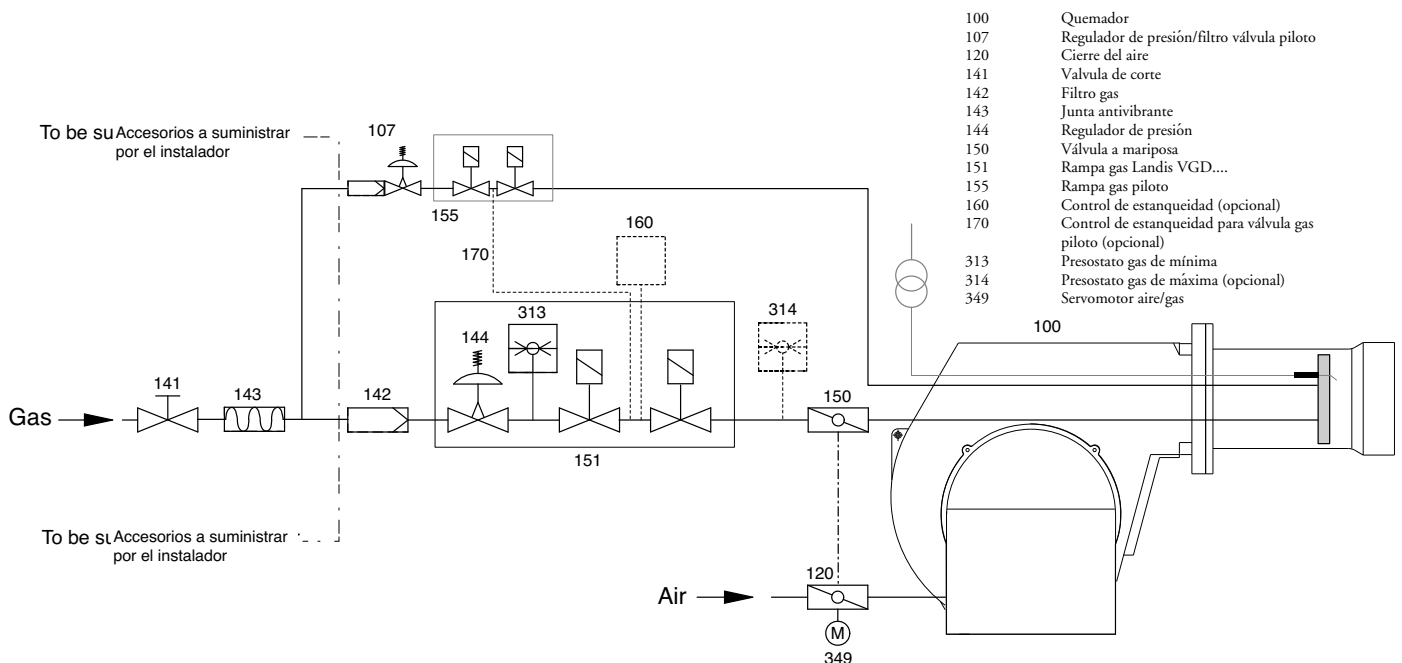 100 Quemador
107 Regulador de presión/filtro válvula piloto
120 Cierre del aire
141 Valvula de corte
142 Filtro gas
143 Junta antivibrante
144 Regulador de presión
150 Válvula a mariposa
151 Rampa gas Landis VGD....
155 Rampa gas piloto
160 Control de estanqueidad (opcional)
170 Control de estanqueidad para válvula gas
piloto (opcional)
313 Presostato gas de mínima
314 Presostato gas de máxima (opcional)
349 Servomotor aire/gas
To be su Accesorios a suministrar
por el instalador
107
155
160
170
313
314
100
144
141
143
142
150
Gas
151
To be su Accesorios a suministrar
por el instalador
120
Air
M
349